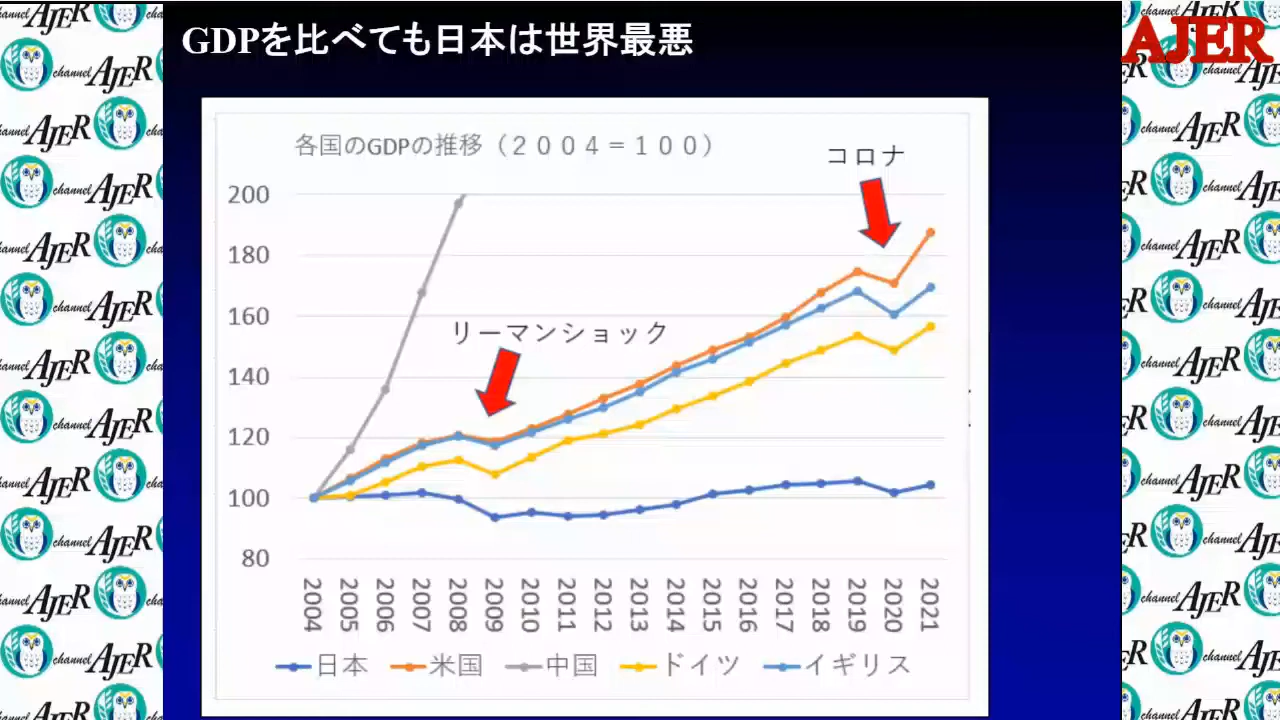 GDPを比べても日本は世界最悪
AJER
各国のGDPの推移（２００４＝１００）
コロナ
リーマンショック
200
180
160
140
120
100
80
2004 2005 2006 2007 2008 2009 2010 2011 2012 2013 2014 2015 2016 2017 2018 2019 2020 2021
日本 米国 中国 ドイツ イギリス
channel AJER